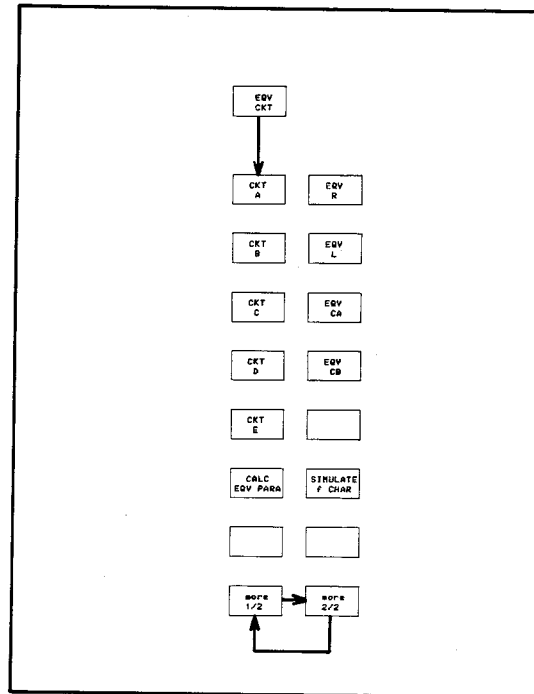 EQV
CKT
CKT
A
EQV
R
CKT
B
EQV
L
CKT
C
EQV
CA
CKT
D
EQV
CB
CKT
E
CALC
EQV PARA
SIMULATE
f CHAR
more
1/2
more
2/2